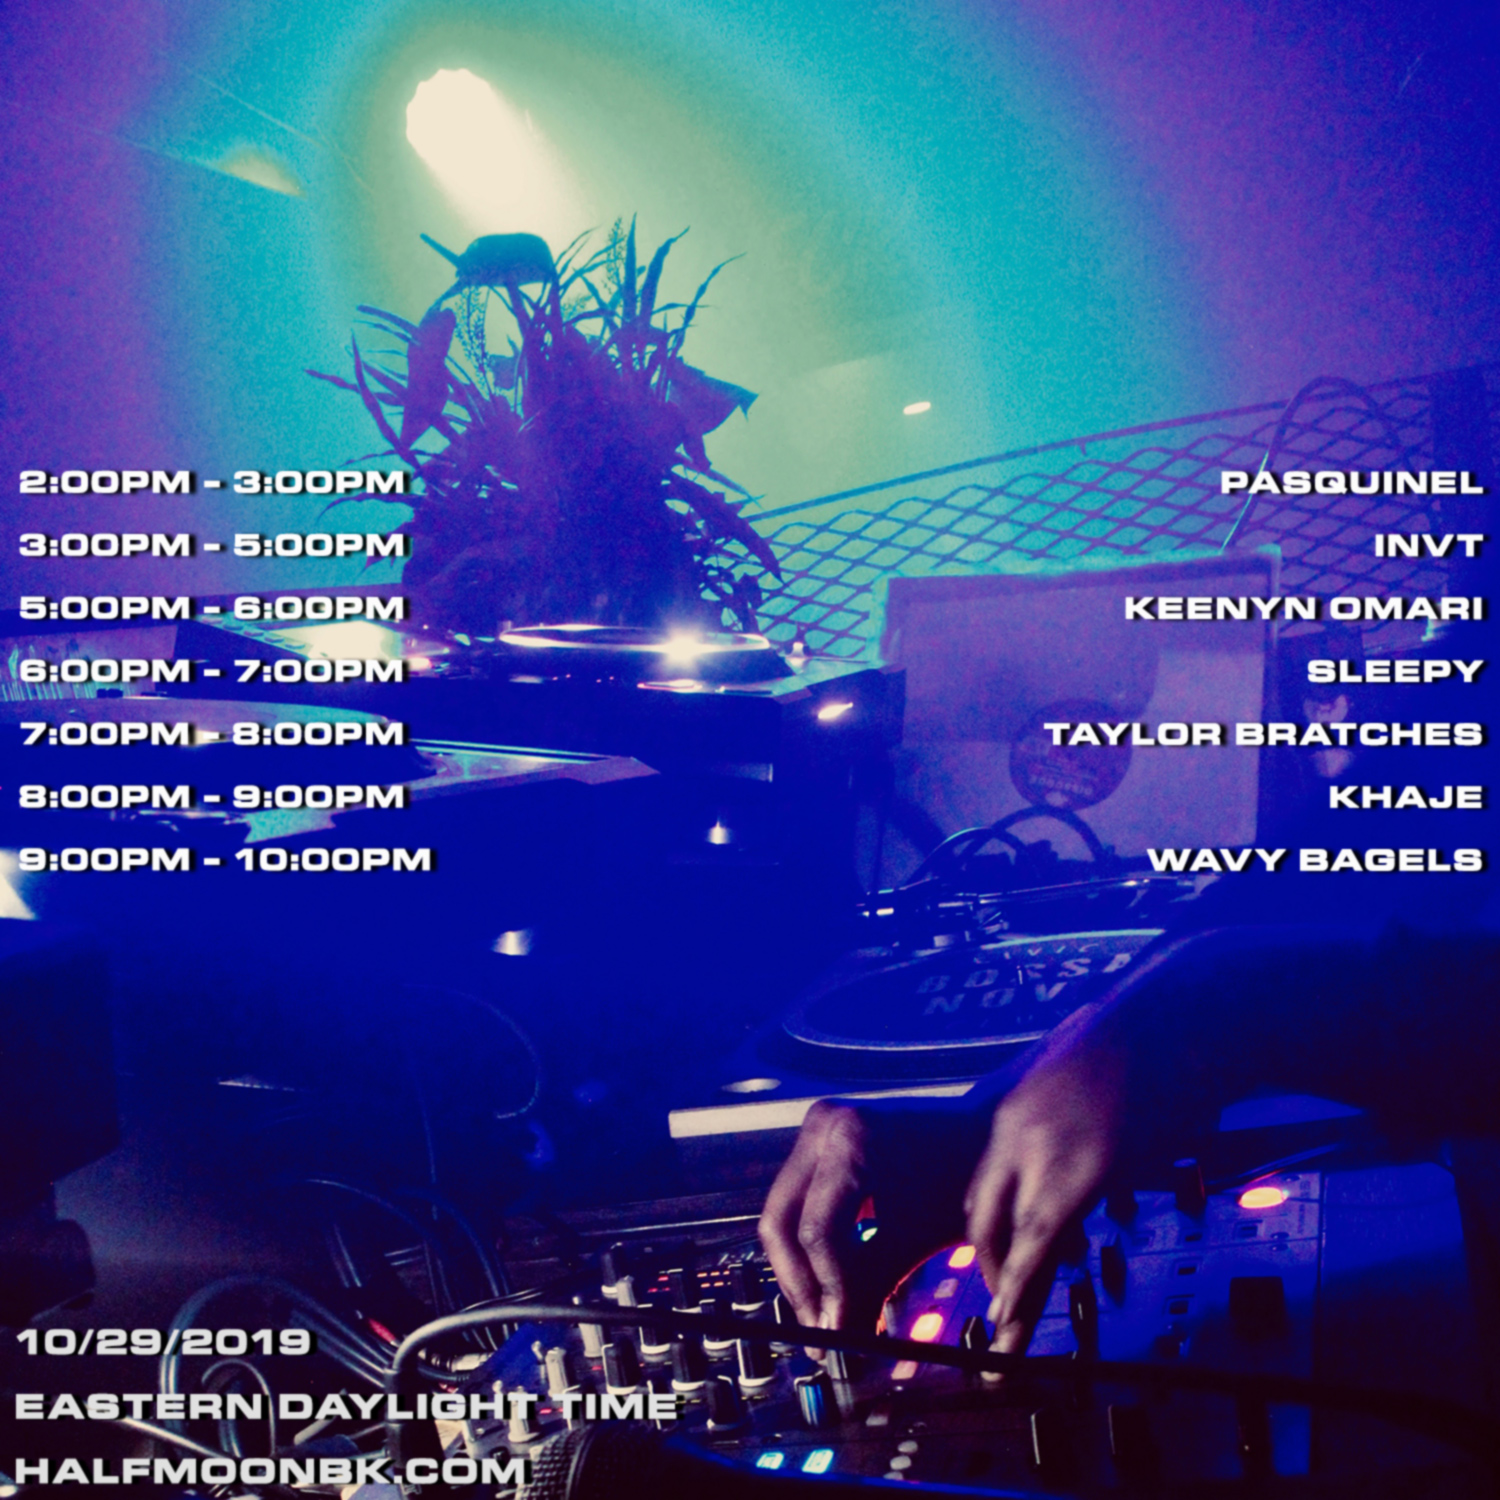 2:00PM - 3:00PM PASQUINEL
3:00PM - 5:00PM INVT
5:00PM - 6:00PM KEENYN OMARI
6:00PM - 7:00PM SLEEPY
7:00PM - 8:00PM TAYLOR BRATCHES
8:00PM - 9:00PM KHAJE
9:00PM - 10:00PM WAVY BAGELS
10/29/2019
EASTERN DAYLIGHT TIME
HALFMOONBK.COM